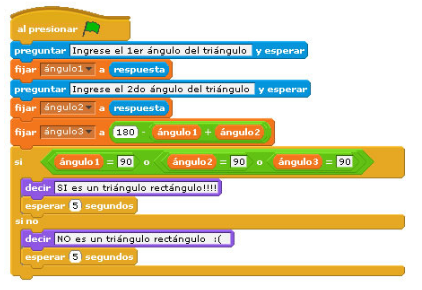 al presionar
preguntar Ingrese el 1er ángulo del triángulo y esperar
fijar ángulo1 a respuesta
preguntar Ingrese el 2do ángulo del triángulo y esperar
fijar ángulo2 a respuesta
fijar ángulo3 a 180 - ángulo1 + ángulo2
si ángulo1 = 90 o ángulo2 = 90 o ángulo3 = 90
decir SI es un triángulo rectángulo!!!!
esperar 5 segundos
si no
decir NO es un triángulo rectángulo :(
esperar 5 segundos